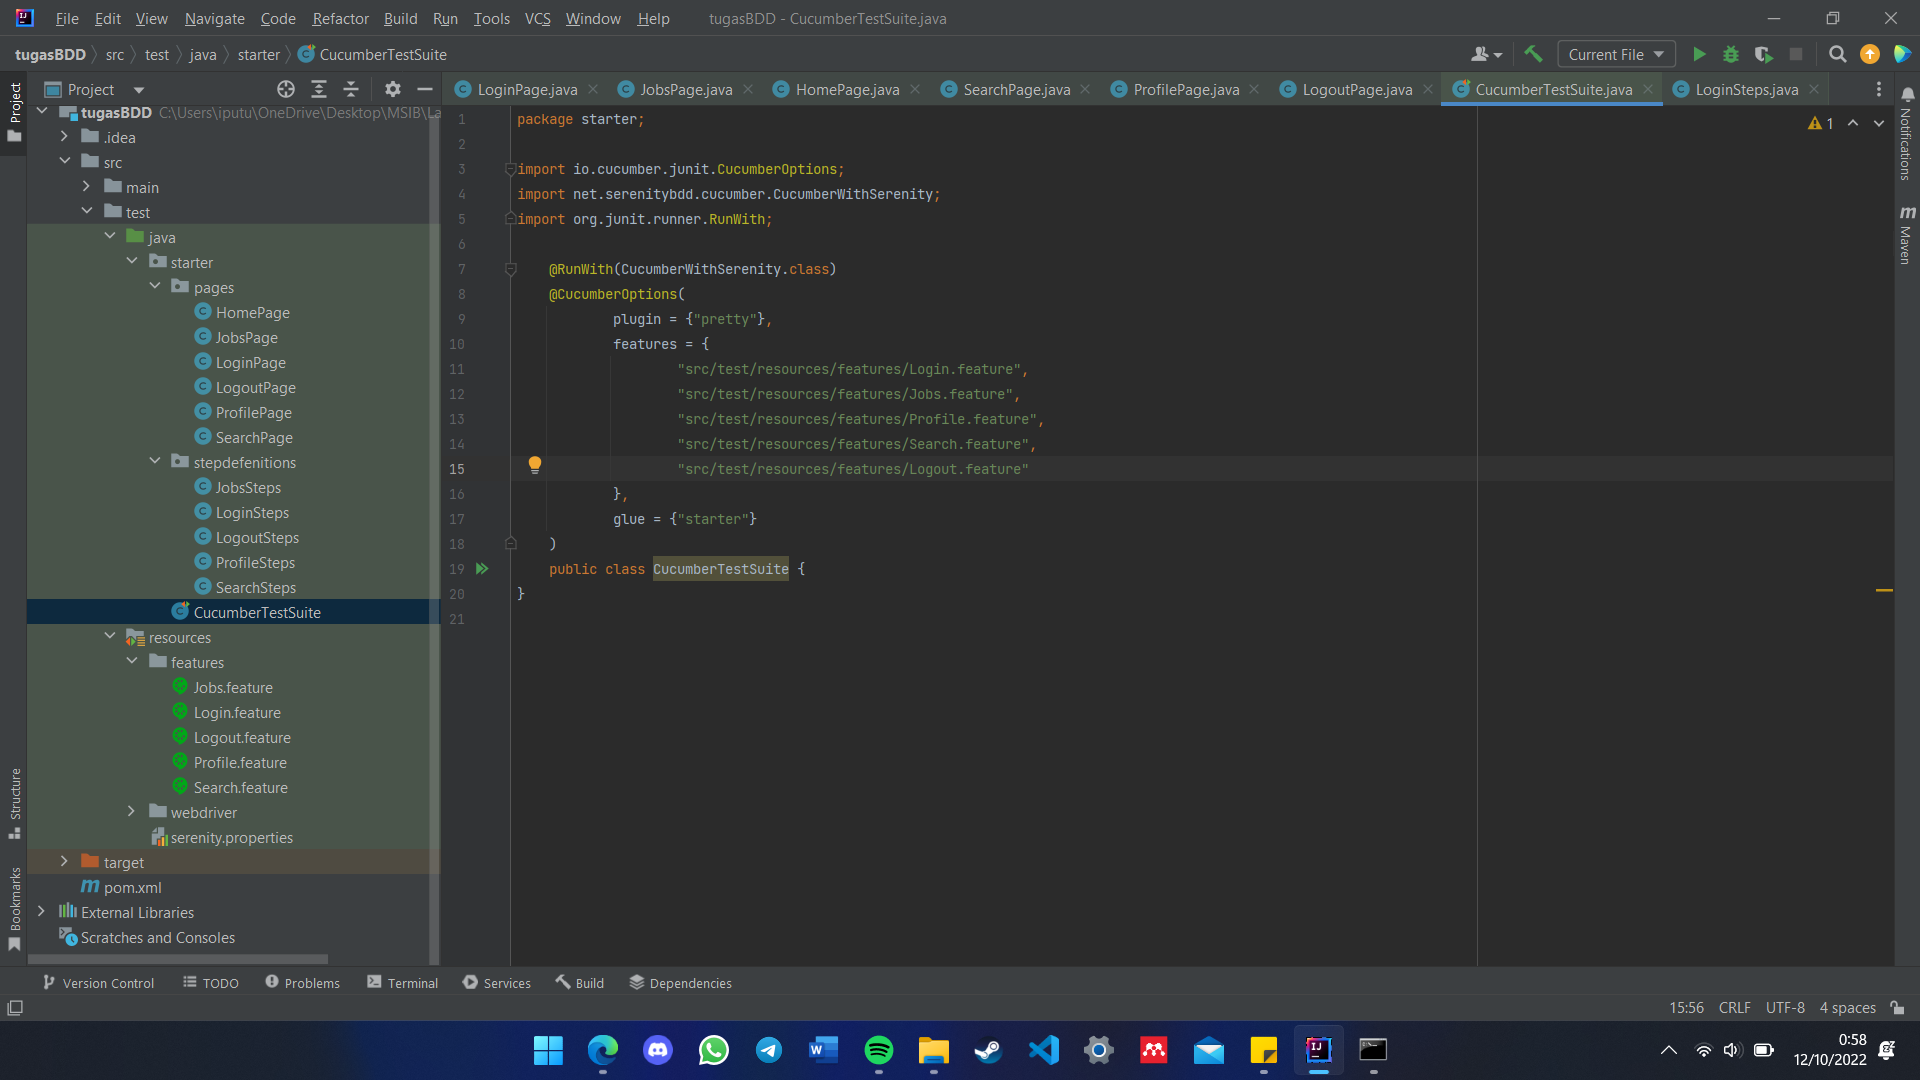 File Edit View Navigate Code Refactor Build Run Tools VCS Window Help tugasBDD - CucumberTestSuite.java
tugasBDD src test java starter CucumberTestSuite Current File
Project
LoginPage.java JobsPage.java HomePage.java SearchPage.java ProfilePage.java LogoutPage.java CucumberTestSuite.java LoginSteps.java
Project
Structure
Bookmarks
tugasBDD C:\Users\iputu\OneDrive\Desktop\MSIB\La
.idea
src
main
test
java
starter
pages
HomePage
JobsPage
LoginPage
LogoutPage
ProfilePage
SearchPage
stepdefenitions
JobsSteps
LoginSteps
LogoutSteps
ProfileSteps
SearchSteps
CucumberTestSuite
resources
features
Jobs.feature
Login.feature
Logout.feature
Profile.feature
Search.feature
webdriver
serenity.properties
target
pom.xml
External Libraries
Scratches and Consoles
1 package starter;
2
3 import io.cucumber.junit.CucumberOptions;
4 import net.serenitybdd.cucumber.CucumberWithSerenity;
5 import org.junit.runner.RunWith;
6
7 @RunWith(CucumberWithSerenity.class)
8 @CucumberOptions(
9 plugin = {"pretty"},
10 features = {
11 "src/test/resources/features/Login.feature",
12 "src/test/resources/features/Jobs.feature",
13 "src/test/resources/features/Profile.feature",
14 "src/test/resources/features/Search.feature",
15 "src/test/resources/features/Logout.feature"
16 },
17 glue = {"starter"}
18 )
19 public class CucumberTestSuite {
20 }
21
1
Notifications
Maven
Version Control TODO Problems Terminal Services Build Dependencies
15:56 CRLF UTF-8 4 spaces
0:58
12/10/2022